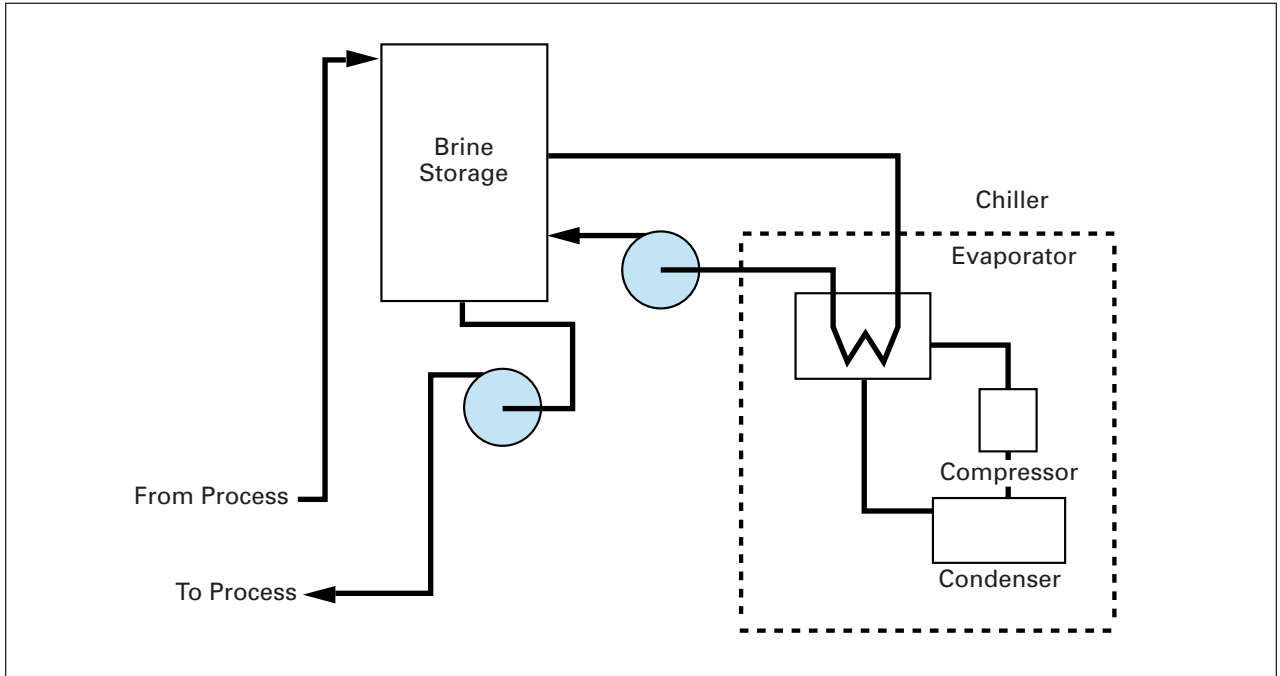 Brine
Storage
Chiller
Evaporator
Compressor
From Process
Condenser
To Process